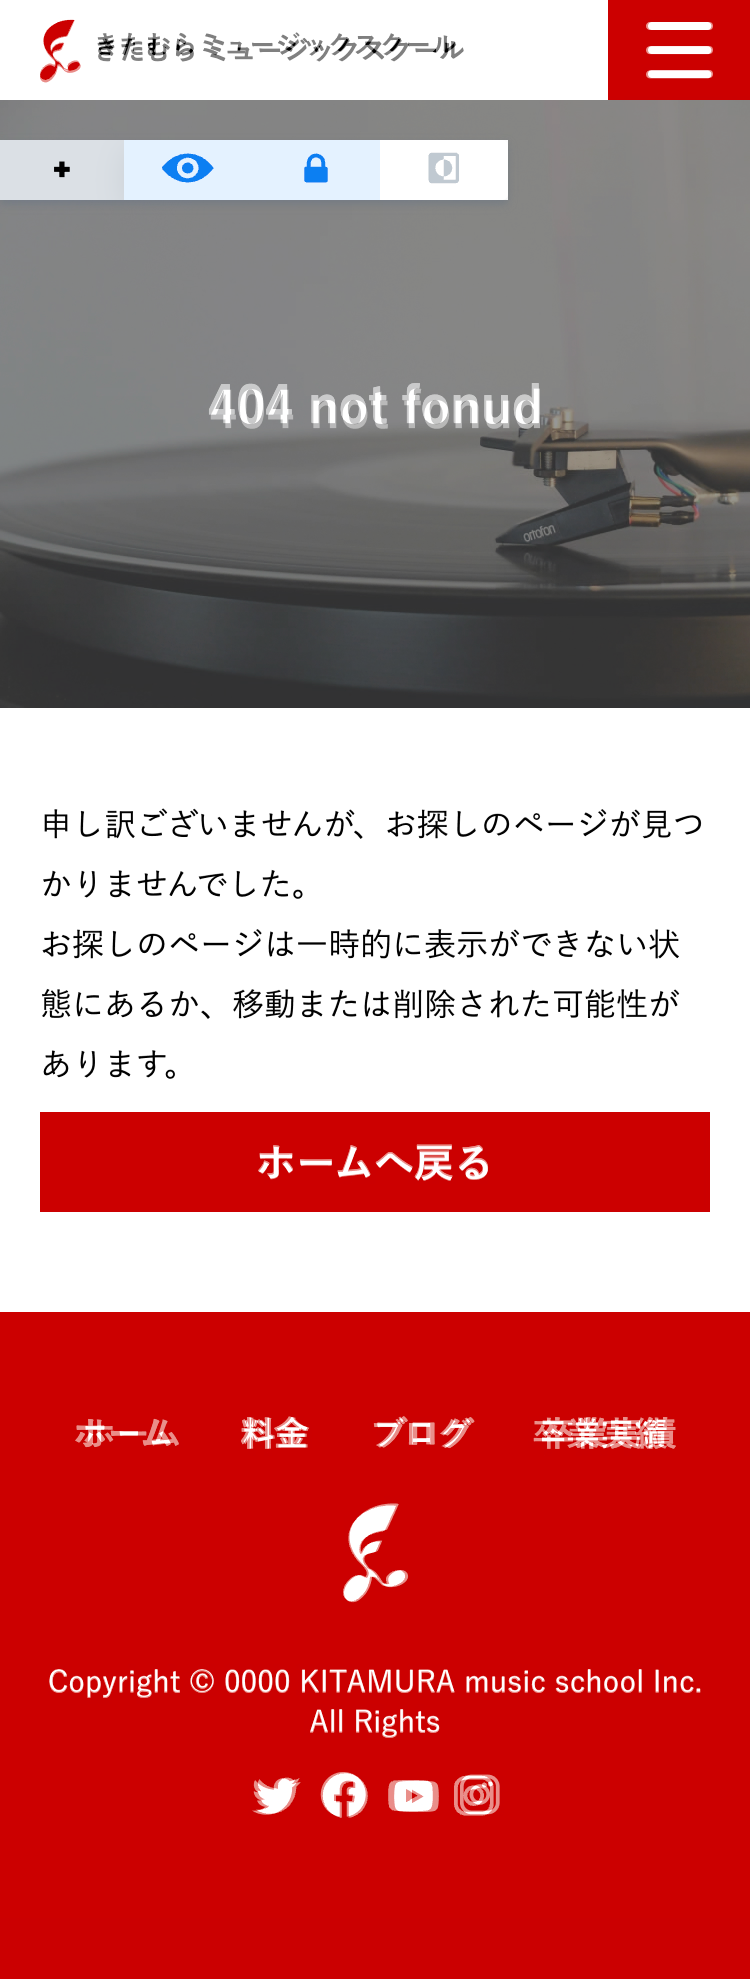 きたむらミュージックスクール
404 not fonud
ortofon
申し訳ございませんが、お探しのページが見つ
かりませんでした。
お探しのページは一時的に表示ができない状
態にあるか、移動または削除された可能性が
あります。
ホームへ戻る
ホーム 料金 ブログ 卒業実績
Copyright © 0000 KITAMURA music school Inc.
All Rights